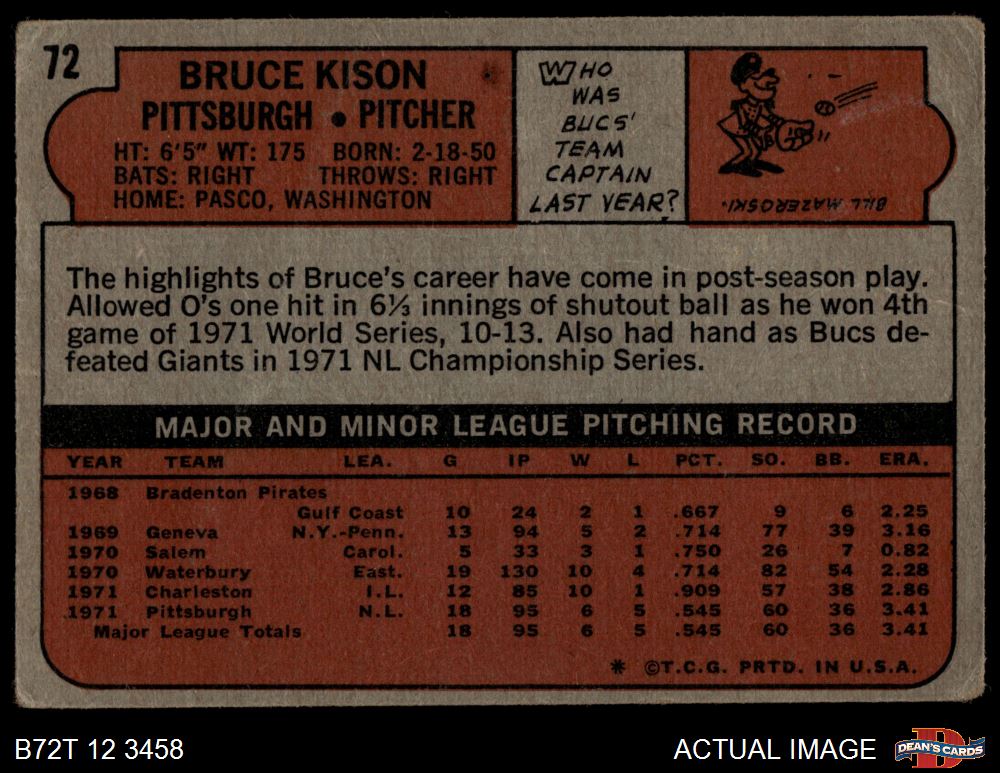 72
BRUCE KISON
PITTSBURGH • PITCHER
HT: 6'5" WT: 175 BORN: 2-18-50
BATS: RIGHT THROWS: RIGHT
HOME: PASCO, WASHINGTON
WHO
WAS
BUCS'
TEAM
CAPTAIN
LAST YEAR?
BILL MAZEROSKI.
The highlights of Bruce's career have come in post-season play.
Allowed O's one hit in 6⅓ innings of shutout ball as he won 4th
game of 1971 World Series, 10-13. Also had hand as Bucs de-
feated Giants in 1971 NL Championship Series.
MAJOR AND MINOR LEAGUE PITCHING RECORD
YEAR TEAM LEA. G IP W L PCT. SO. BB. ERA.
1968 Bradenton Pirates
Gulf Coast 10 24 2 1 .667 9 6 2.25
1969 Geneva N.Y.-Penn. 13 94 5 2 .714 77 39 3.16
1970 Salem Carol. 5 33 3 1 .750 26 7 0.82
1970 Waterbury East. 19 130 10 4 .714 82 54 2.28
1971 Charleston I.L. 12 85 10 1 .909 57 38 2.86
1971 Pittsburgh N.L. 18 95 6 5 .545 60 36 3.41
Major League Totals 18 95 6 5 .545 60 36 3.41
* ©T.C.G. PRTD. IN U.S.A.
B72T 12 3458
ACTUAL IMAGE
D
DEAN'S CARDS